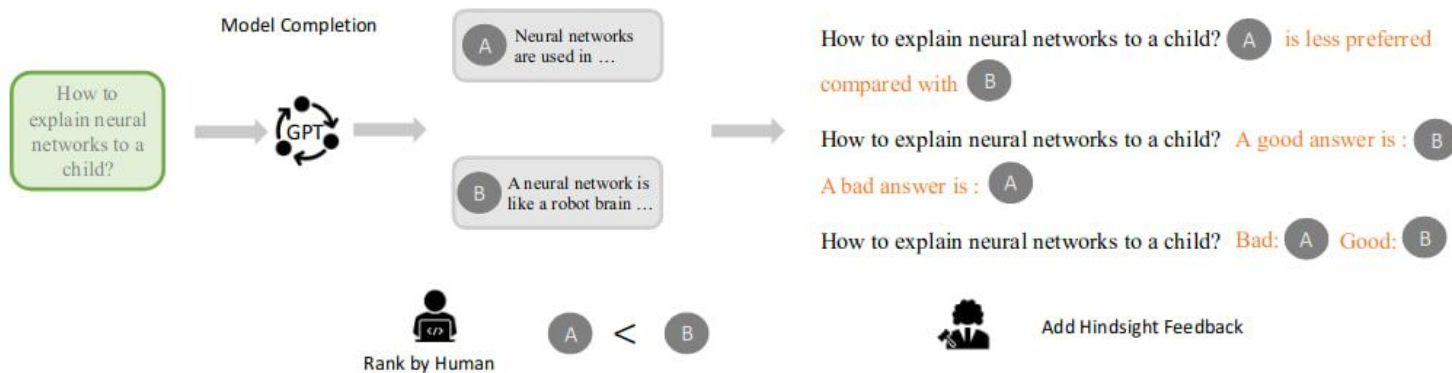 Model Completion
How to
explain neural
networks to a
child?
GPT
A Neural networks
are used in ...
B A neural network is
like a robot brain ...
</>
Rank by Human
A < B
How to explain neural networks to a child? A is less preferred
compared with B
How to explain neural networks to a child? A good answer is : B
A bad answer is : A
How to explain neural networks to a child? Bad: A Good: B
Add Hindsight Feedback